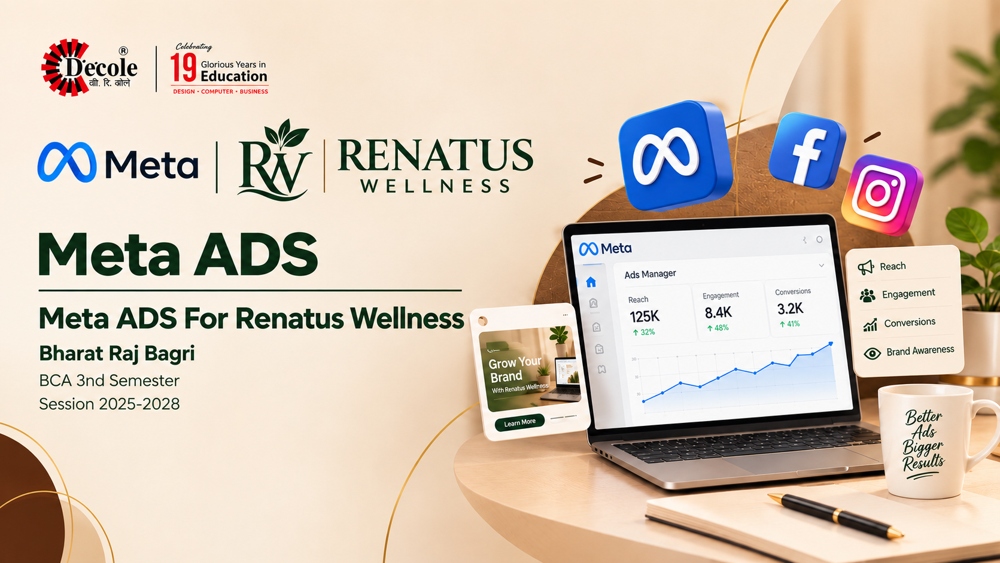 Decole ®
वी. रि. ओले
Celebrating
19 Glorious Years in
Education
DESIGN • COMPUTER • BUSINESS
Meta
RW
RENATUS
WELLNESS
Meta ADS
Meta ADS For Renatus Wellness
Bharat Raj Bagri
BCA 3nd Semester
Session 2025-2028
Grow Your
Brand
With Renatus Wellness
Learn More
Meta
Ads Manager
Reach
125K
↑ 32%
Engagement
8.4K
↑ 48%
Conversions
3.2K
↑ 41%
Reach
Engagement
Conversions
Brand Awareness
Better
Ads
Bigger
Results